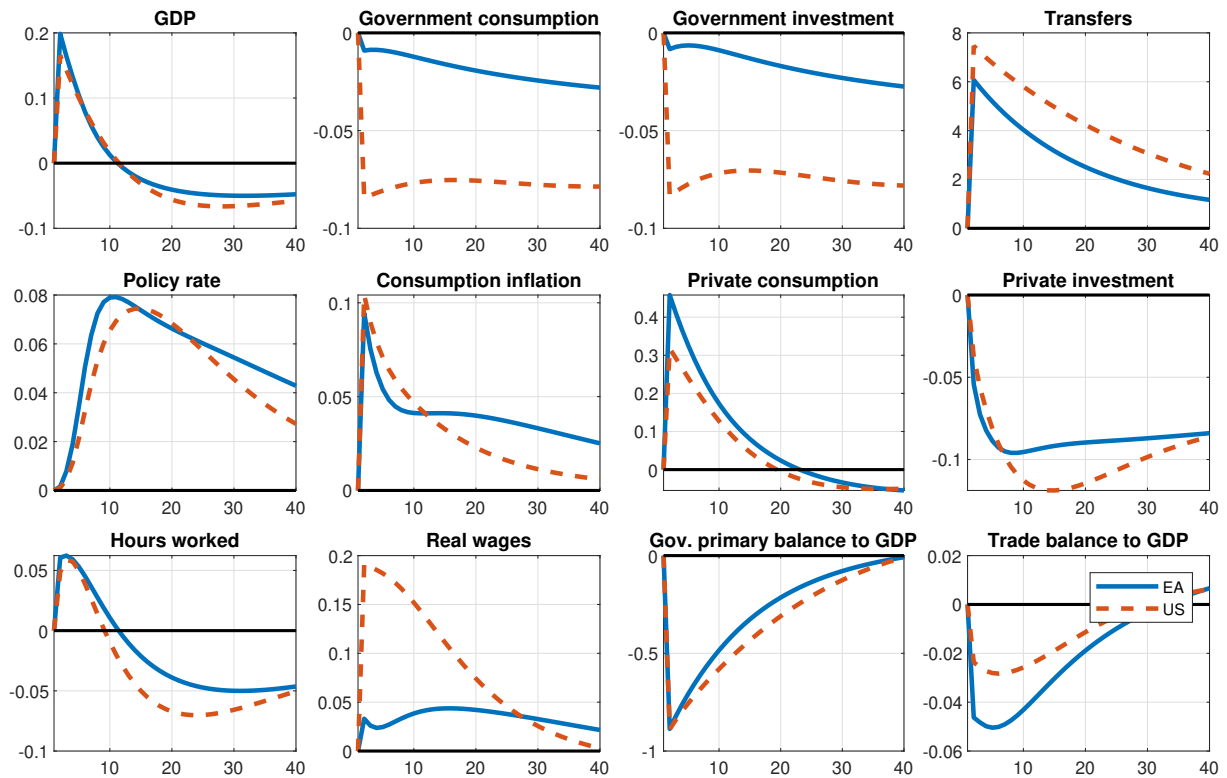 GDP
0.2
0.1
0
-0.1
10 20 30 40
Government consumption
0
-0.05
-0.1
10 20 30 40
Government investment
0
-0.05
-0.1
10 20 30 40
Transfers
8
6
4
2
0
10 20 30 40
Policy rate
0.08
0.06
0.04
0.02
0
10 20 30 40
Consumption inflation
0.1
0.05
0
10 20 30 40
Private consumption
0.4
0.3
0.2
0.1
0
10 20 30 40
Private investment
0
-0.05
-0.1
10 20 30 40
Hours worked
0.05
0
-0.05
-0.1
10 20 30 40
Real wages
0.2
0.15
0.1
0.05
0
10 20 30 40
Gov. primary balance to GDP
0
-0.5
-1
10 20 30 40
Trade balance to GDP
0.02
0
-0.02
-0.04
-0.06
10 20 30 40
EA
US